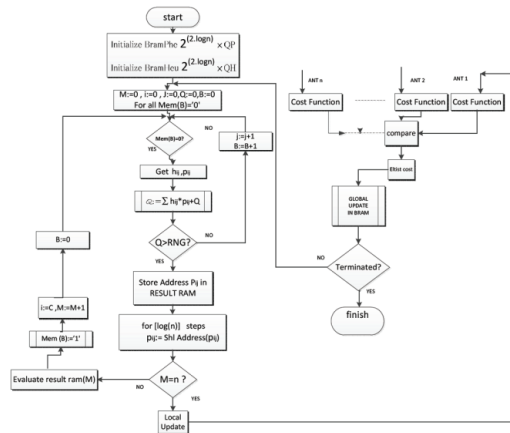 start
Initialize BramPhe 2^(2.logn) × QP
Initialize BramHeu 2^(2.logn) × QH
M:=0 , i:=0 , J:=0,Q:=0,B:=0
For all Mem(B)='0'
Mem(B)=0?
NO
YES
j:=j+1
B:=B+1
Get hij ,pij
Q:=∑ hij*pij+Q
Q>RNG?
NO
YES
Store Address Pij in
RESULT RAM
for [log(n)] steps
pij:= Shl Address(pij)
M=n ?
NO
YES
Local
Update
Evaluate result ram(M)
Mem (B):='1'
i:=C ,M:=M+1
B:=0
ANT n
ANT 2
ANT 1
Cost Function
Cost Function
Cost Function
compare
Eltist cost
GLOBAL
UPDATE
IN BRAM
Terminated?
NO
YES
finish